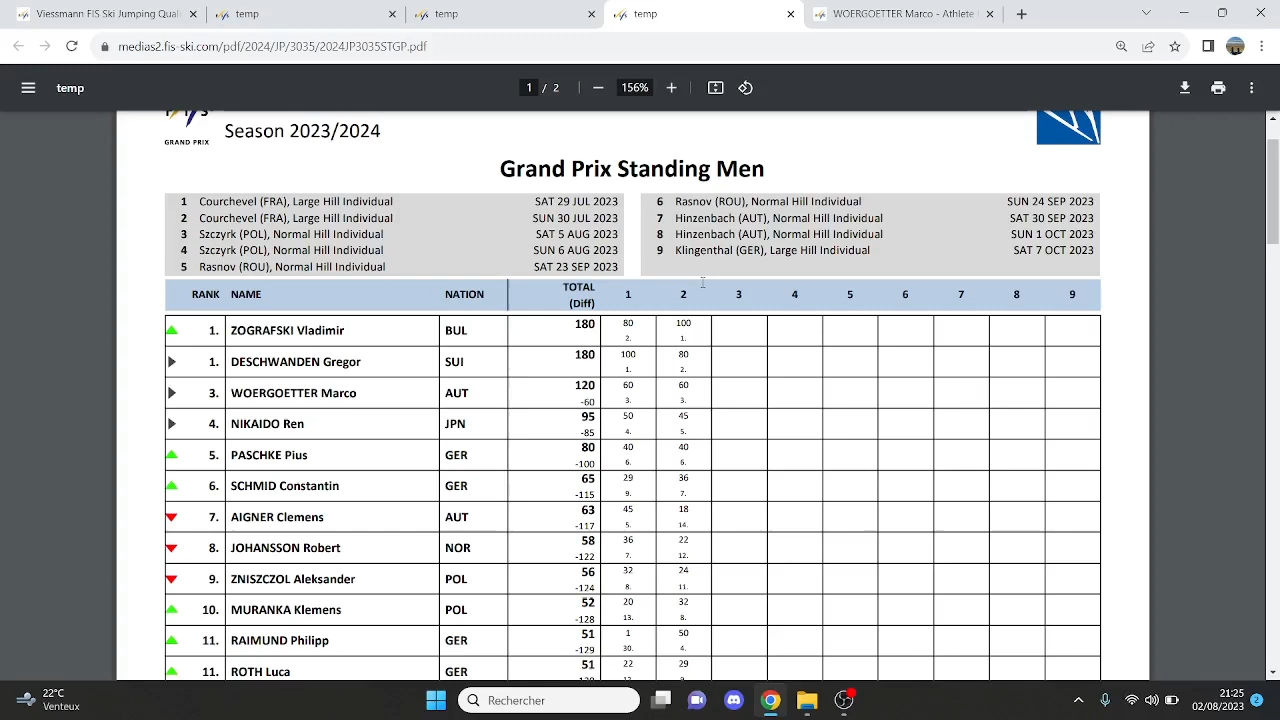 Viessmann FIS Ski Jumping Quali
temp
temp
temp
WOERGOETTER Marco - Athlete I
medias2.fis-ski.com/pdf/2024/JP/3035/2024JP3035STGP.pdf
temp
1 / 2
156%
GRAND PRIX
Season 2023/2024
Grand Prix Standing Men
1 Courchevel (FRA), Large Hill Individual SAT 29 JUL 2023
2 Courchevel (FRA), Large Hill Individual SUN 30 JUL 2023
3 Szczyrk (POL), Normal Hill Individual SAT 5 AUG 2023
4 Szczyrk (POL), Normal Hill Individual SUN 6 AUG 2023
5 Rasnov (ROU), Normal Hill Individual SAT 23 SEP 2023
6 Rasnov (ROU), Normal Hill Individual SUN 24 SEP 2023
7 Hinzenbach (AUT), Normal Hill Individual SAT 30 SEP 2023
8 Hinzenbach (AUT), Normal Hill Individual SUN 1 OCT 2023
9 Klingenthal (GER), Large Hill Individual SAT 7 OCT 2023
RANK NAME NATION TOTAL (Diff) 1 2 3 4 5 6 7 8 9
1. ZOGRAFSKI Vladimir BUL 180 80 100
2. 1.
1. DESCHWANDEN Gregor SUI 180 100 80
1. 2.
3. WOERGOETTER Marco AUT 120 60 60
-60 3. 3.
4. NIKAIDO Ren JPN 95 50 45
-85 4. 5.
5. PASCHKE Pius GER 80 40 40
-100 6. 6.
6. SCHMID Constantin GER 65 29 36
-115 9. 7.
7. AIGNER Clemens AUT 63 45 18
-117 5. 14.
8. JOHANSSON Robert NOR 58 36 22
-122 7. 12.
9. ZNISZCZOL Aleksander POL 56 32 24
-124 8. 11.
10. MURANKA Klemens POL 52 20 32
-128 13. 8.
11. RAIMUND Philipp GER 51 1 50
-129 30. 4.
11. ROTH Luca GER 51 22 29
22°C
Venteux
Rechercher
21:25
02/08/2023
2